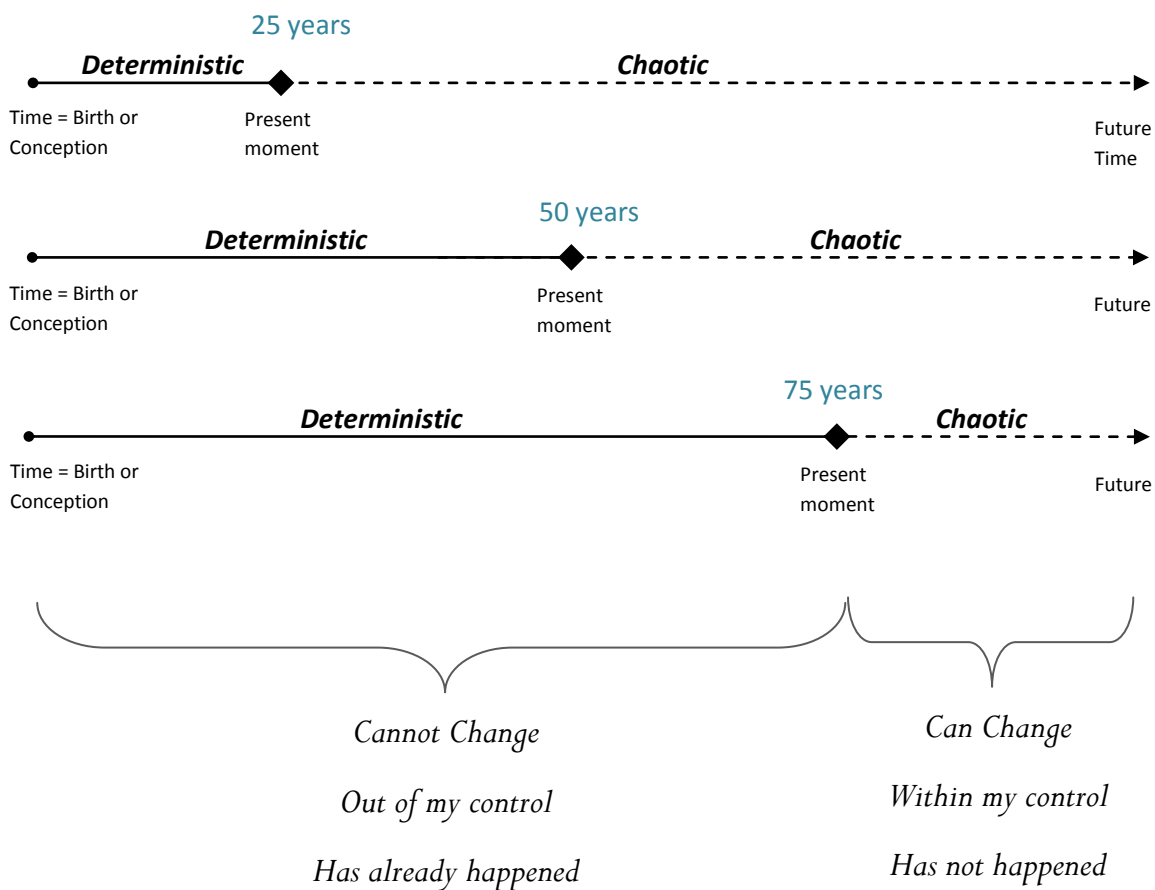 25 years
Deterministic
Chaotic
Time = Birth or
Conception
Present
moment
Future
Time
50 years
Deterministic
Chaotic
Time = Birth or
Conception
Present
moment
Future
75 years
Deterministic
Chaotic
Time = Birth or
Conception
Present
moment
Future
Cannot Change
Out of my control
Has already happened
Can Change
Within my control
Has not happened